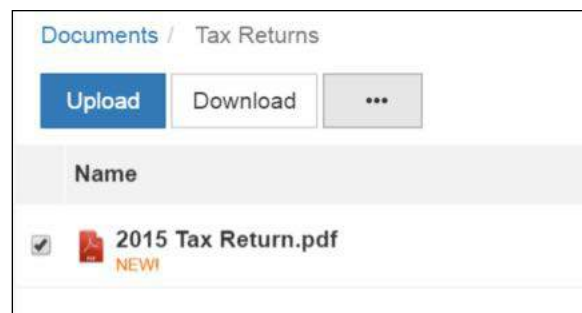 Documents / Tax Returns
Upload Download •••
Name
2015 Tax Return.pdf
NEW!